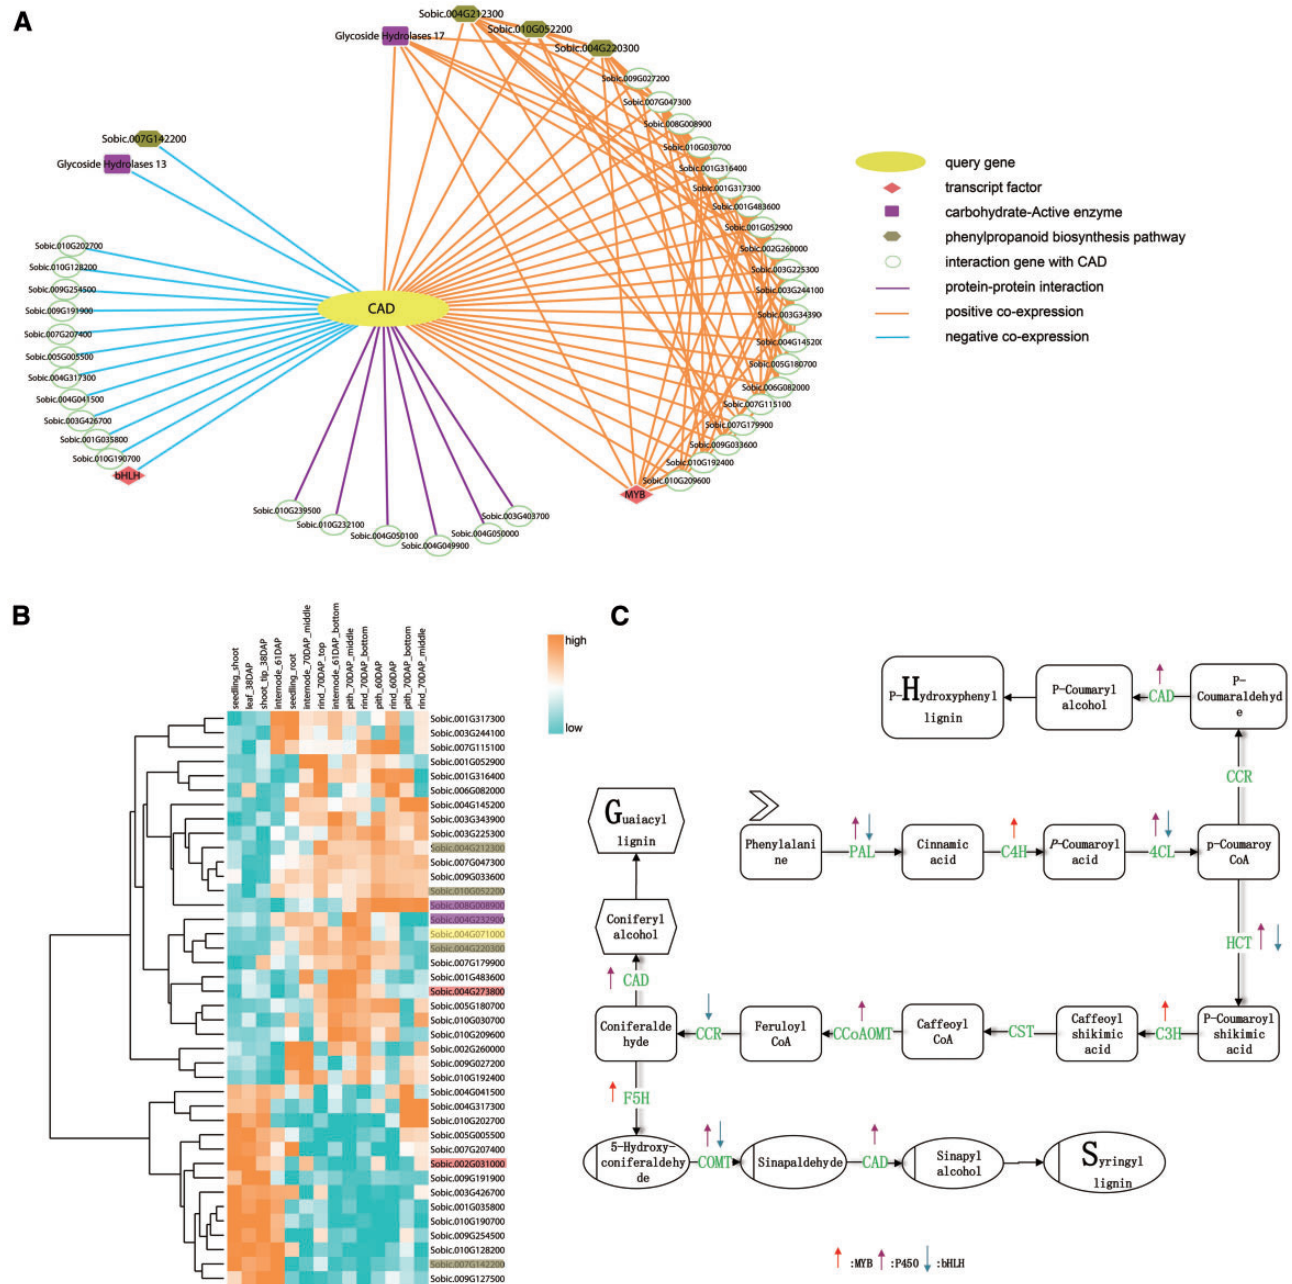 A
Sobic.004G212300
Sobic.010G052200
Glycoside Hydrolases 17
Sobic.004G220300
Sobic.009G027200
Sobic.007G047300
Sobic.008G008900
Sobic.010G030700
Sobic.001G316400
Sobic.001G317300
Sobic.001G483600
Sobic.001G052900
Sobic.002G260000
Sobic.003G225300
Sobic.003G244100
Sobic.003G34390
Sobic.004G14520
Sobic.005G180700
Sobic.006G082000
Sobic.007G115100
Sobic.007G179900
Sobic.009G033600
Sobic.010G192400
Sobic.010G209600
MYB
Sobic.007G142200
Glycoside Hydrolases 13
Sobic.010G202700
Sobic.010G128200
Sobic.009G254500
Sobic.009G191900
Sobic.007G207400
Sobic.005G005500
Sobic.004G317300
Sobic.004G041500
Sobic.003G426700
Sobic.001G035800
Sobic.010G190700
bHLH
CAD
Sobic.010G239500
Sobic.010G232100
Sobic.004G050100
Sobic.004G049900
Sobic.004G050000
Sobic.003G403700
query gene
transcript factor
carbohydrate-Active enzyme
phenylpropanoid biosynthesis pathway
interaction gene with CAD
protein-protein interaction
positive co-expression
negative co-expression
B
seedling_shoot
leaf_38DAP
shoot_tip_38DAP
internode_61DAP
seedling_root
internode_70DAP_middle
rind_70DAP_top
internode_61DAP_bottom
pith_70DAP_middle
rind_70DAP_bottom
pith_60DAP
rind_60DAP
pith_70DAP_bottom
rind_70DAP_middle
high
low
Sobic.001G317300
Sobic.003G244100
Sobic.007G115100
Sobic.001G052900
Sobic.001G316400
Sobic.006G082000
Sobic.004G145200
Sobic.003G343900
Sobic.003G225300
Sobic.004G212300
Sobic.007G047300
Sobic.009G033600
Sobic.010G052200
Sobic.008G008900
Sobic.004G232900
Sobic.004G071000
Sobic.004G220300
Sobic.007G179900
Sobic.001G483600
Sobic.004G273800
Sobic.005G180700
Sobic.010G030700
Sobic.010G209600
Sobic.002G260000
Sobic.009G027200
Sobic.010G192400
Sobic.004G041500
Sobic.004G317300
Sobic.010G202700
Sobic.005G005500
Sobic.007G207400
Sobic.002G031000
Sobic.009G191900
Sobic.003G426700
Sobic.001G035800
Sobic.010G190700
Sobic.009G254500
Sobic.010G128200
Sobic.007G142200
Sobic.009G127500
C
P-Hydroxyphenyl
lignin
P-Coumaryl
alcohol
CAD
P-
Coumaraldehyd
e
CCR
Guaiacyl
lignin
Phenylalani
ne
PAL
Cinnamic
acid
C4H
P-Coumaroyl
acid
4CL
p-Coumaroy
CoA
Coniferyl
alcohol
HCT
CAD
Coniferalde
hyde
CCR
Feruloyl
CoA
CCoAOMT
Caffeoyl
CoA
CST
Caffeoyl
shikimic
acid
C3H
P-Coumaroyl
shikimic
acid
F5H
5-Hydroxy-
coniferaldehy
de
COMT
Sinapaldehyde
CAD
Sinapyl
alcohol
Syringyl
lignin
:MYB :P450 :bHLH